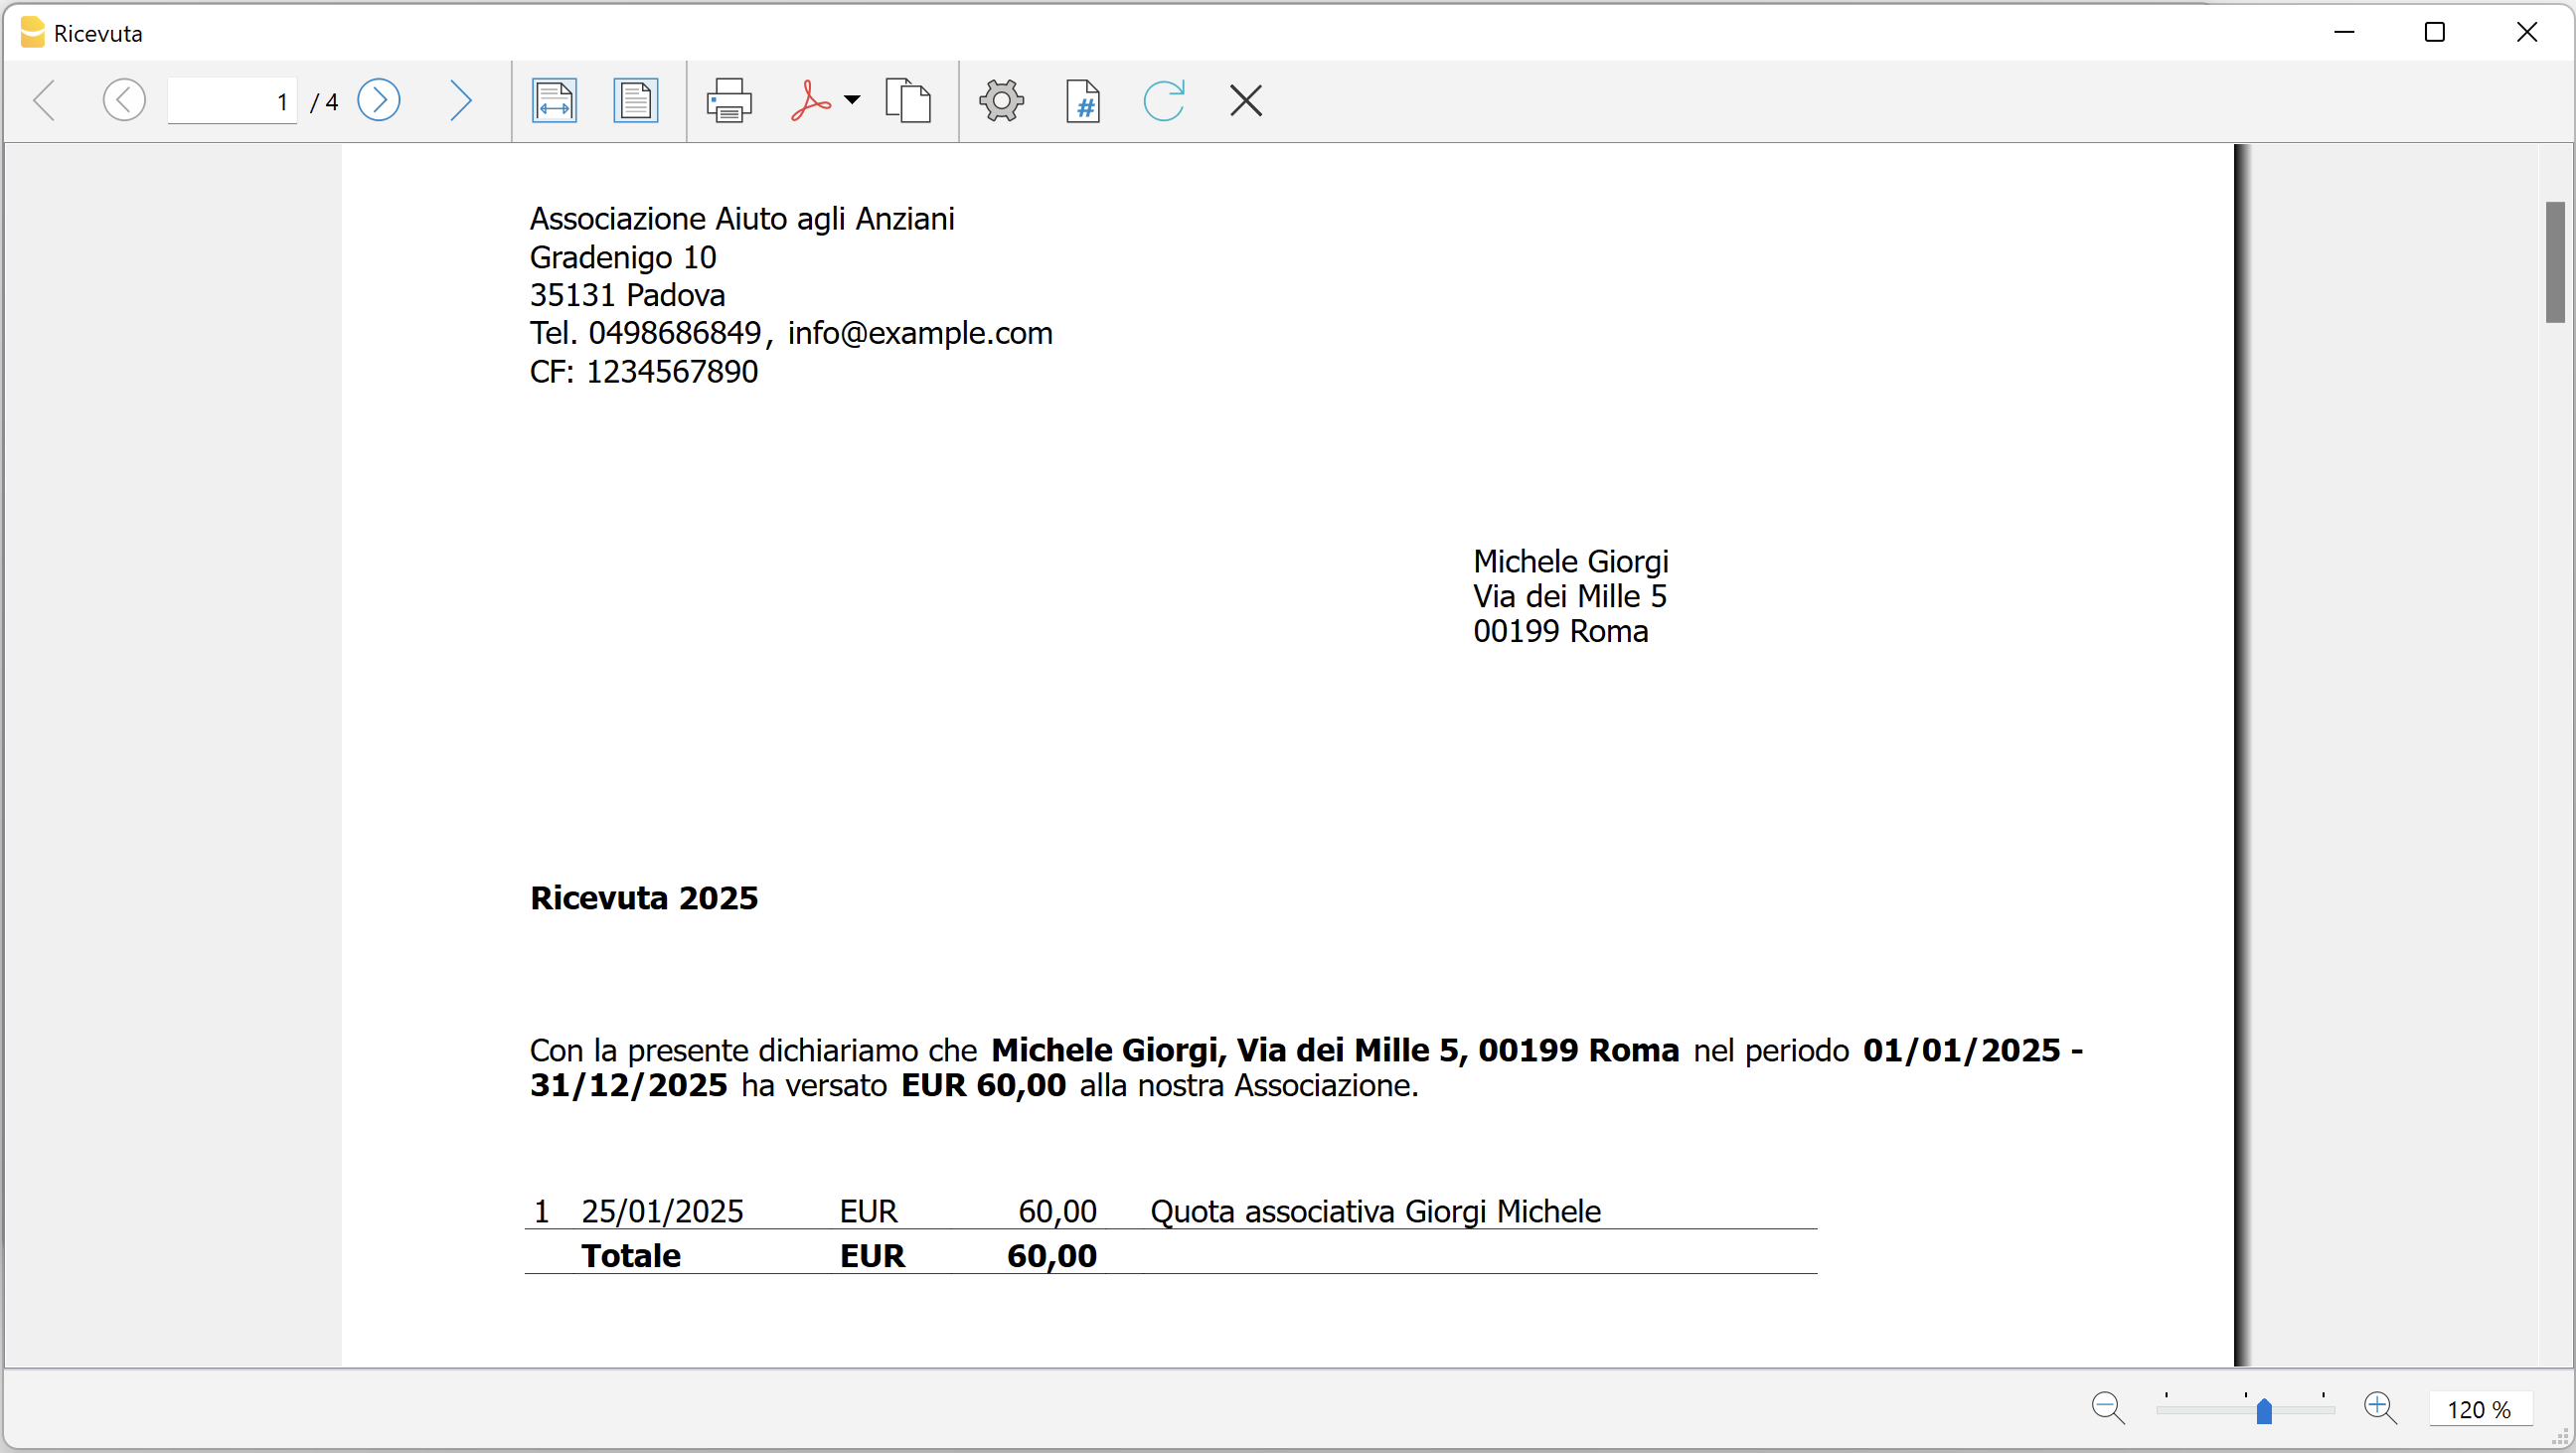 Ricevuta
1 / 4
#
Associazione Aiuto agli Anziani
Gradenigo 10
35131 Padova
Tel. 0498686849, info@example.com
CF: 1234567890
Michele Giorgi
Via dei Mille 5
00199 Roma
Ricevuta 2025
Con la presente dichiariamo che Michele Giorgi, Via dei Mille 5, 00199 Roma nel periodo 01/01/2025 -
31/12/2025 ha versato EUR 60,00 alla nostra Associazione.
1 25/01/2025 EUR 60,00 Quota associativa Giorgi Michele
Totale EUR 60,00
120 %